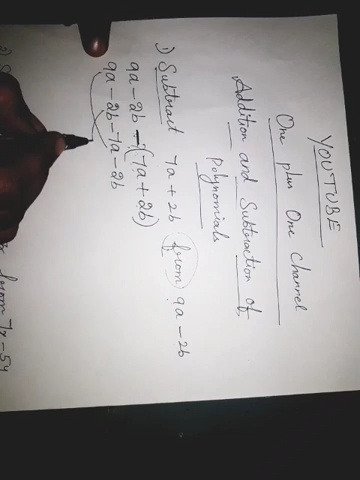 YOUTUBE
One plus One Channel
Addition and Subtraction of
Polynomials
1) Subtract 7a + 2b from 9a - 2b
9a - 2b - (7a + 2b)
9a - 2b - 7a - 2b
from 7x - 5y